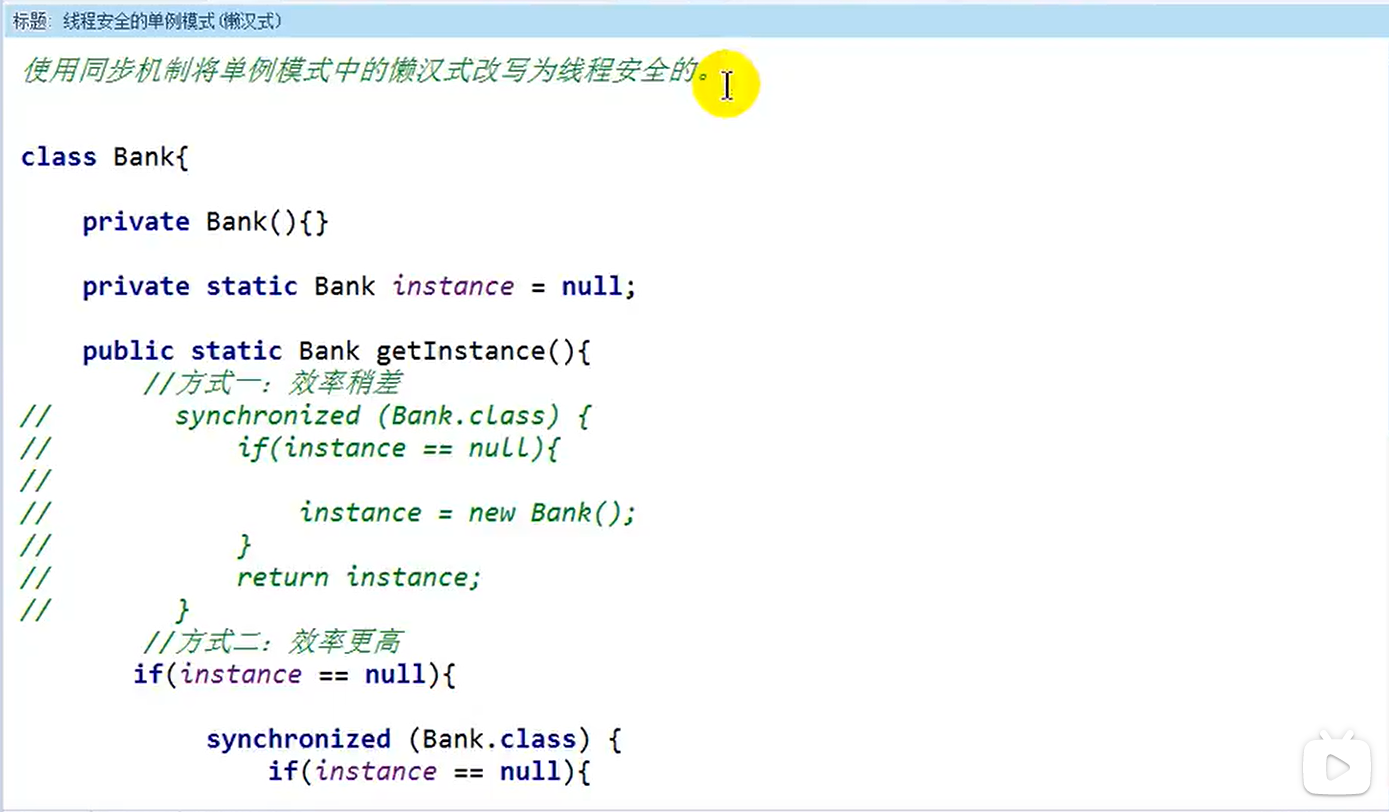 标题: 线程安全的单例模式(懒汉式)
使用同步机制将单例模式中的懒汉式改写为线程安全的。
class Bank{
    private Bank(){}
    private static Bank instance = null;
    public static Bank getInstance(){
        //方式一：效率稍差
//        synchronized (Bank.class) {
//            if(instance == null){
//
//                instance = new Bank();
//            }
//            return instance;
//        }
        //方式二：效率更高
        if(instance == null){
            synchronized (Bank.class) {
                if(instance == null){